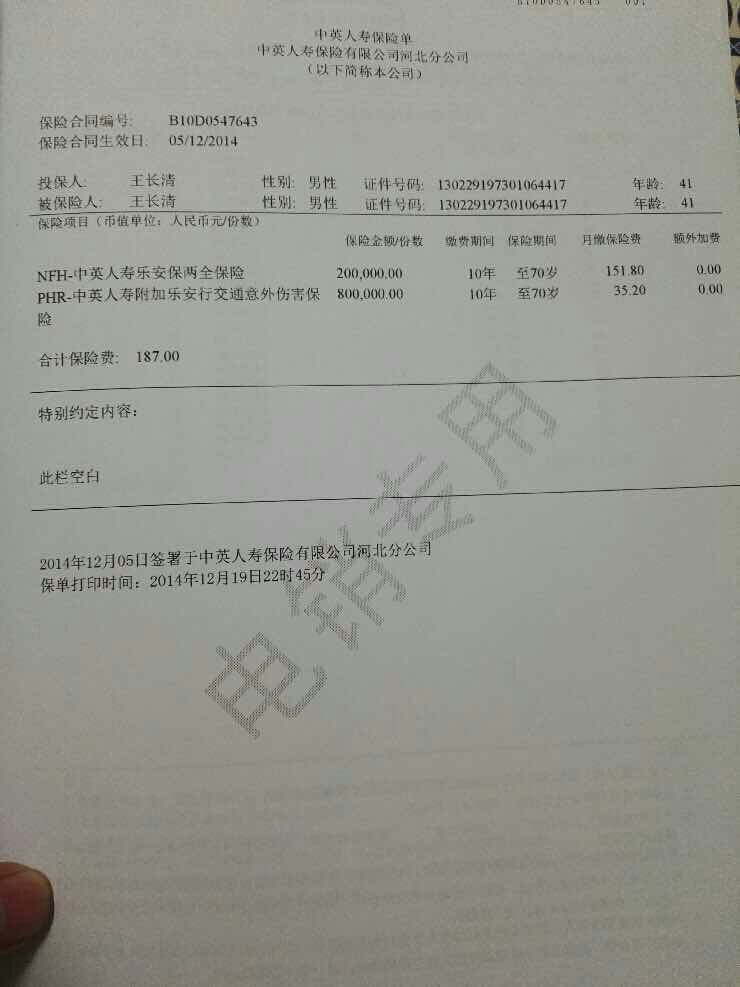 中英人寿保险单
中英人寿保险有限公司河北分公司
（以下简称本公司）
保险合同编号: B10D0547643
保险合同生效日: 05/12/2014
投保人: 王长清 性别: 男性 证件号码: 130229197301064417 年龄: 41
被保险人: 王长清 性别: 男性 证件号码: 130229197301064417 年龄: 41
保险项目（币值单位：人民币元/份数）
保险金额/份数 缴费期间 保险期间 月缴保险费 额外加费
NFH-中英人寿乐安保两全保险 200,000.00 10年 至70岁 151.80 0.00
PHR-中英人寿附加乐安行交通意外伤害保 800,000.00 10年 至70岁 35.20 0.00
险
合计保险费: 187.00
特别约定内容:
此栏空白
2014年12月05日签署于中英人寿保险有限公司河北分公司
保单打印时间: 2014年12月19日22时45分
电销专用